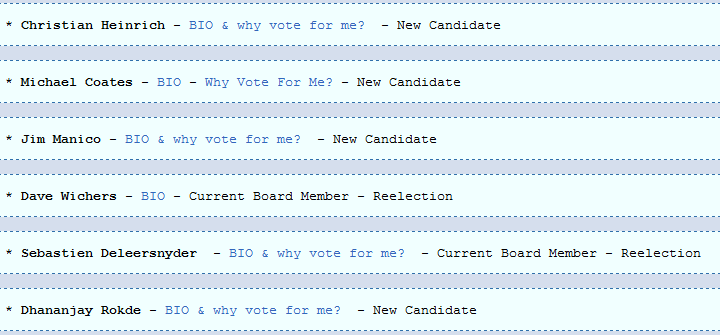 * Christian Heinrich - BIO & why vote for me? - New Candidate
* Michael Coates - BIO - Why Vote For Me? - New Candidate
* Jim Manico - BIO & why vote for me? - New Candidate
* Dave Wichers - BIO - Current Board Member - Reelection
* Sebastien Deleersnyder - BIO & why vote for me? - Current Board Member - Reelection
* Dhananjay Rokde - BIO & why vote for me? - New Candidate